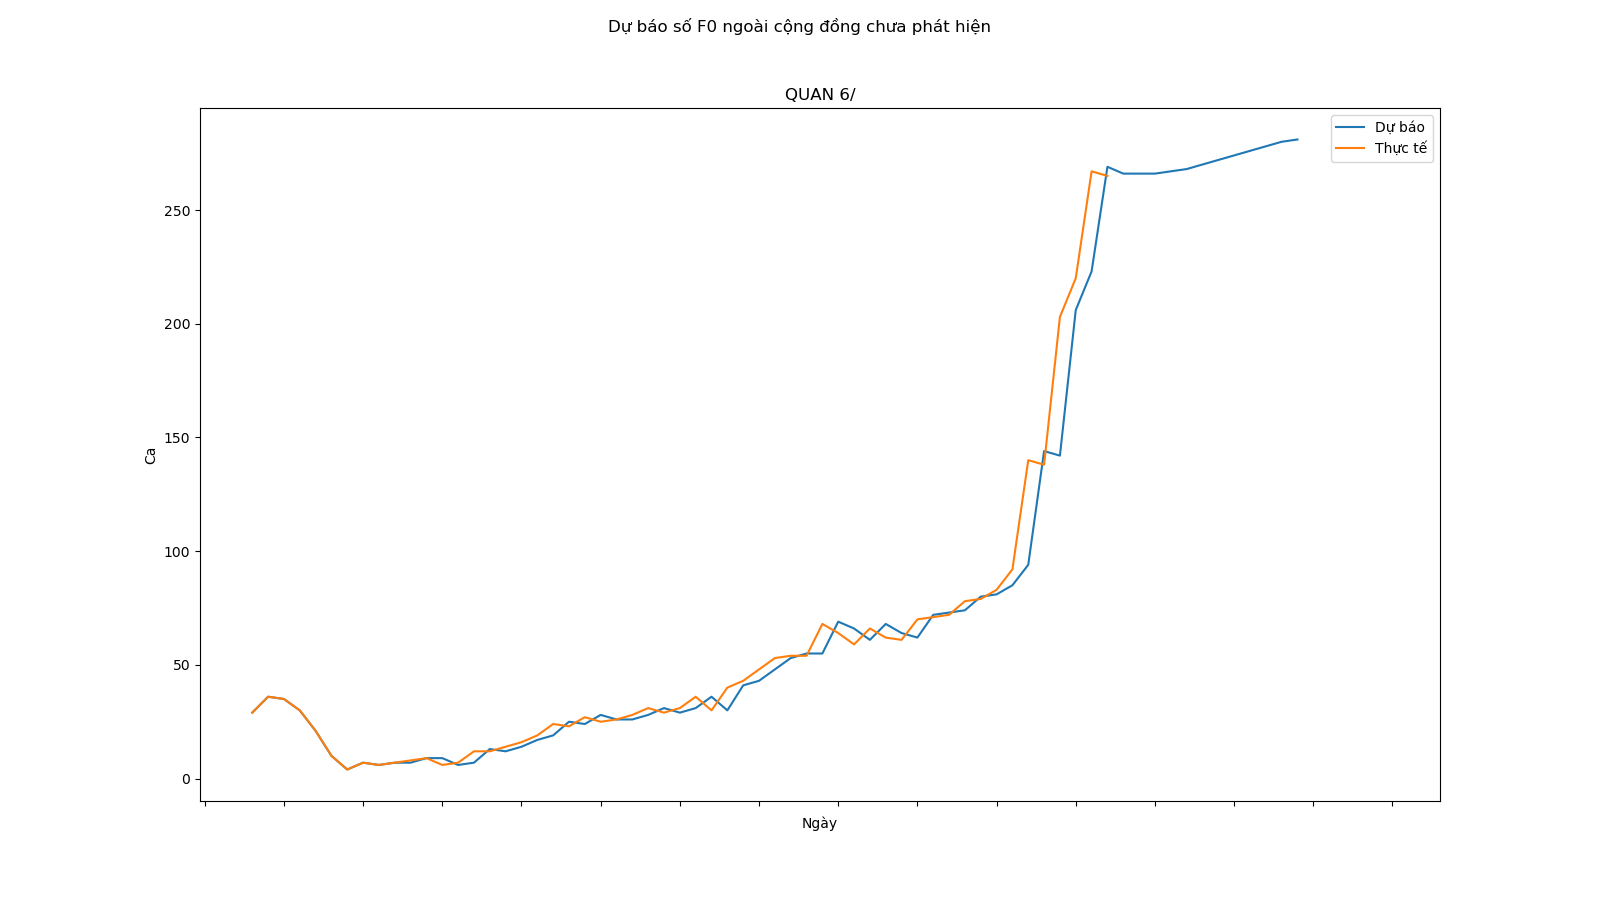 Dự báo số F0 ngoài cộng đồng chưa phát hiện
QUAN 6/
Dự báo
Thực tế
250
200
150
100
50
0
Ca
Ngày